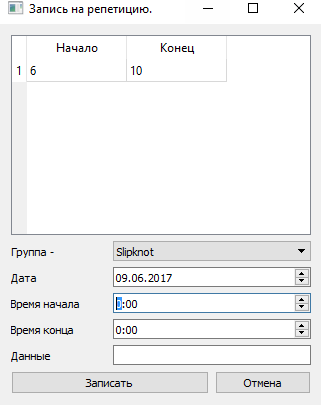 Запись на репетицию.
Начало Конец
1 6 10
Группа - Slipknot
Дата 09.06.2017
Время начала 0:00
Время конца 0:00
Данные
Записать Отмена